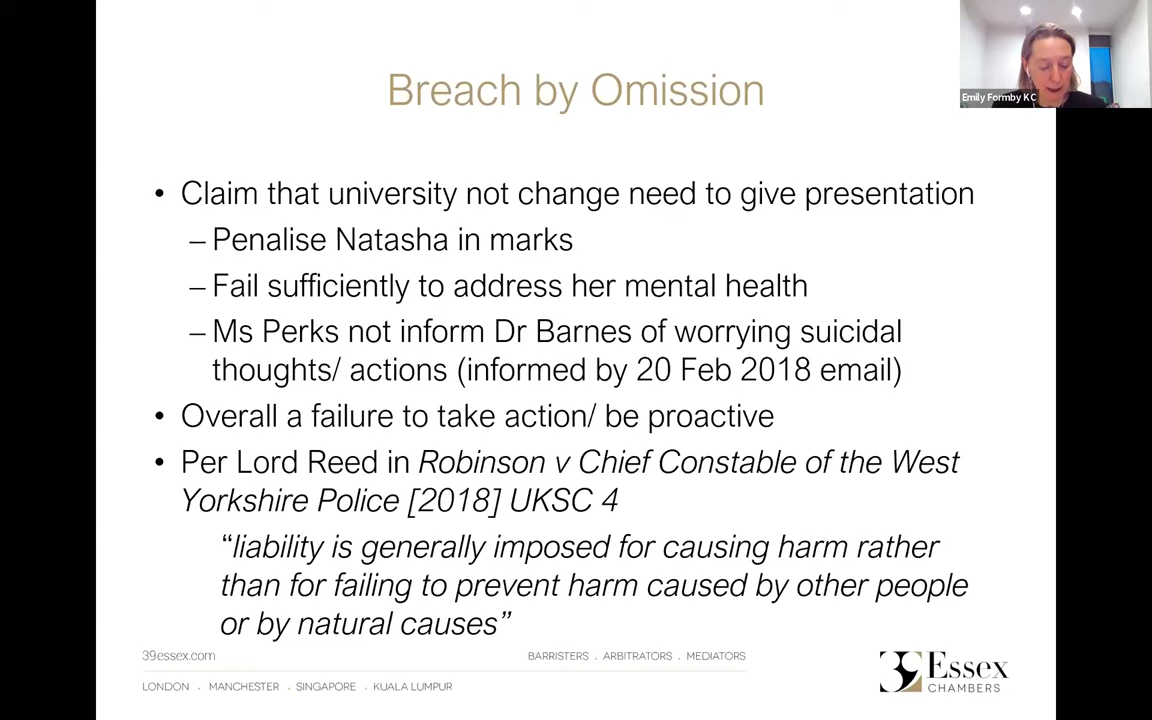 Breach by Omission
Emily Formby KC
• Claim that university not change need to give presentation
– Penalise Natasha in marks
– Fail sufficiently to address her mental health
– Ms Perks not inform Dr Barnes of worrying suicidal
thoughts/ actions (informed by 20 Feb 2018 email)
• Overall a failure to take action/ be proactive
• Per Lord Reed in Robinson v Chief Constable of the West
Yorkshire Police [2018] UKSC 4
“liability is generally imposed for causing harm rather
than for failing to prevent harm caused by other people
or by natural causes”
39essex.com
BARRISTERS . ARBITRATORS . MEDIATORS
LONDON . MANCHESTER . SINGAPORE . KUALA LUMPUR
39 Essex
CHAMBERS